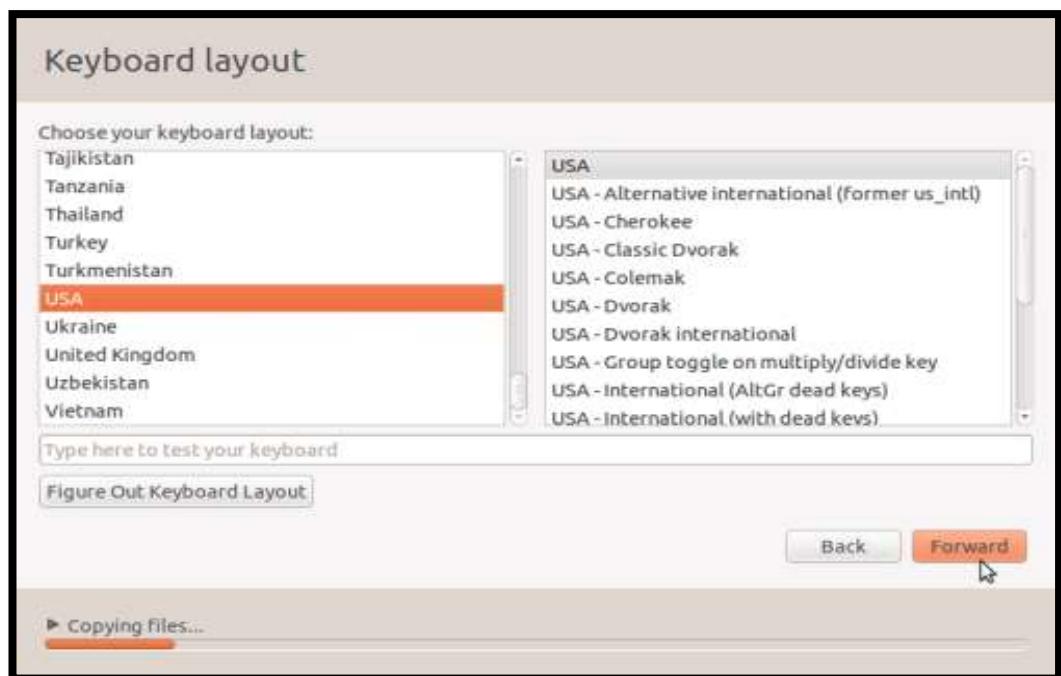 Keyboard layout
Choose your keyboard layout:
Tajikistan
Tanzania
Thailand
Turkey
Turkmenistan
USA
Ukraine
United Kingdom
Uzbekistan
Vietnam
USA
USA - Alternative international (former us_intl)
USA - Cherokee
USA - Classic Dvorak
USA - Colemak
USA - Dvorak
USA - Dvorak international
USA - Group toggle on multiply/divide key
USA - International (AltGr dead keys)
USA - International (with dead keys)
Type here to test your keyboard
Figure Out Keyboard Layout
Back
Forward
Copying files...